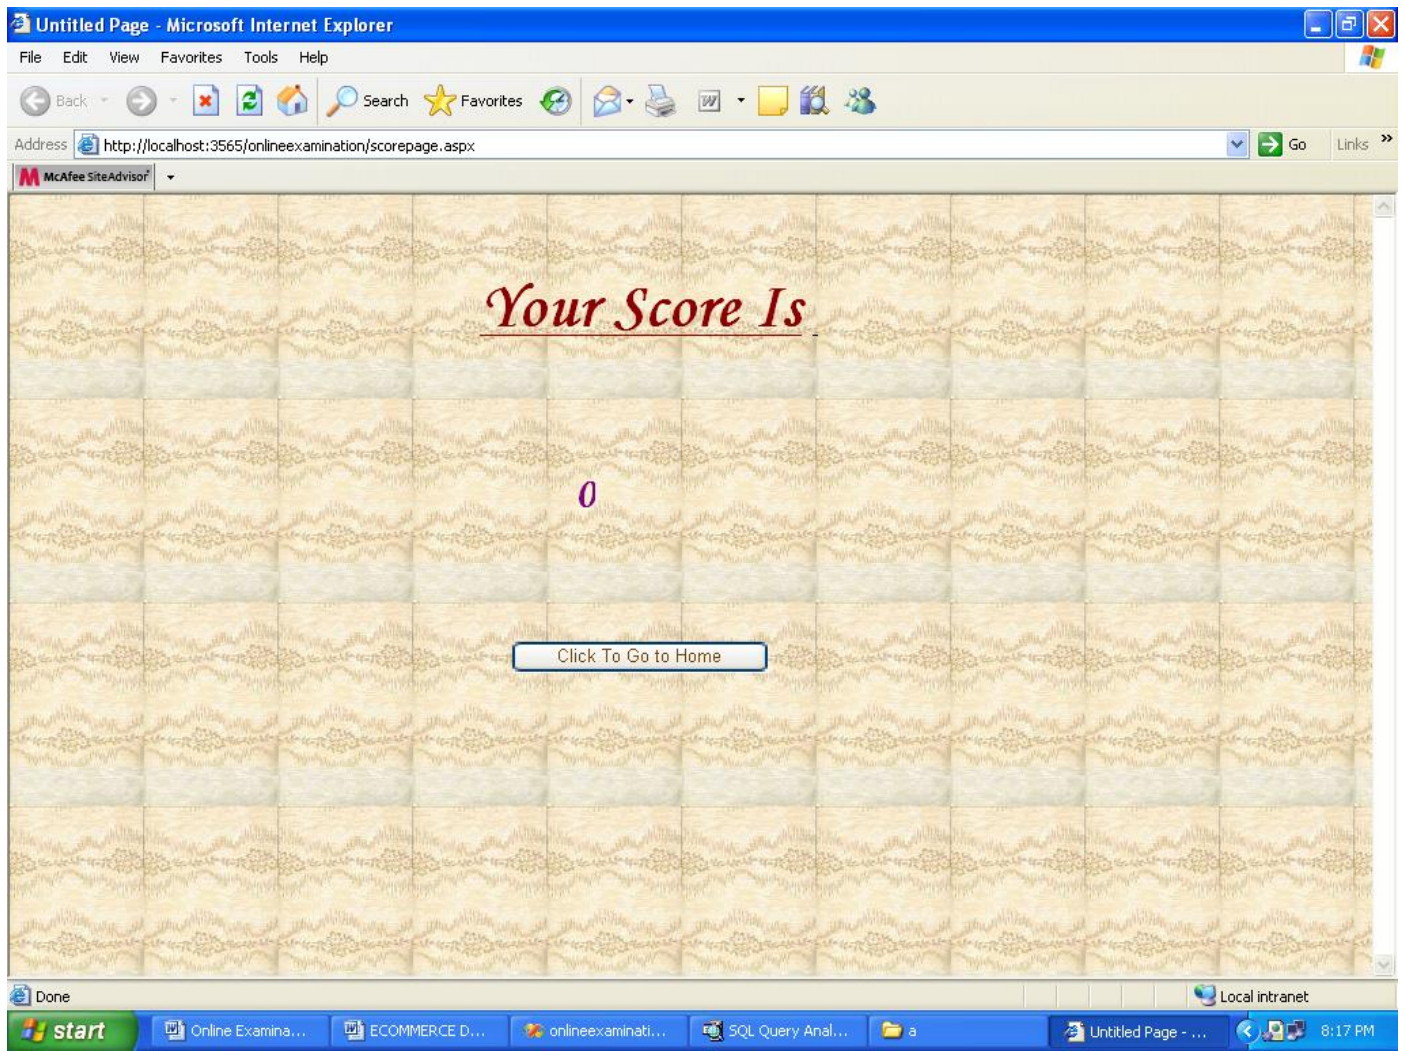 Untitled Page - Microsoft Internet Explorer
File Edit View Favorites Tools Help
Back Search Favorites
Address http://localhost:3565/onlineexamination/scorepage.aspx Go Links »
McAfee SiteAdvisor
Your Score Is
0
Click To Go to Home
Done Local intranet
start Online Examina... ECOMMERCE D... onlineexaminati... SQL Query Anal... a Untitled Page - ... 8:17 PM